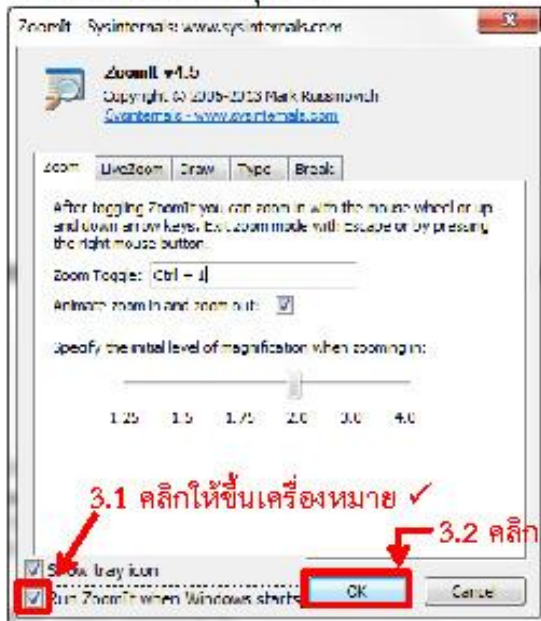 ZoomIt - Sysinternals: www.sysinternals.com
ZoomIt v4.5
Copyright © 2006-2013 Mark Russinovich
Sysinternals - www.sysinternals.com
Zoom LiveZoom Draw Type Break
After toggling ZoomIt you can zoom in with the mouse wheel or up
and down arrow keys. Exit zoom mode with Escape or by pressing
the right mouse button.
Zoom Toggle: Ctrl + 1
Animate zoom in and zoom out:
Specify the initial level of magnification when zooming in:
1.25 1.5 1.75 2.0 3.0 4.0
3.1 คลิกให้ขึ้นเครื่องหมาย ✓
3.2 คลิก
Show tray icon
Run ZoomIt when Windows starts
OK Cancel